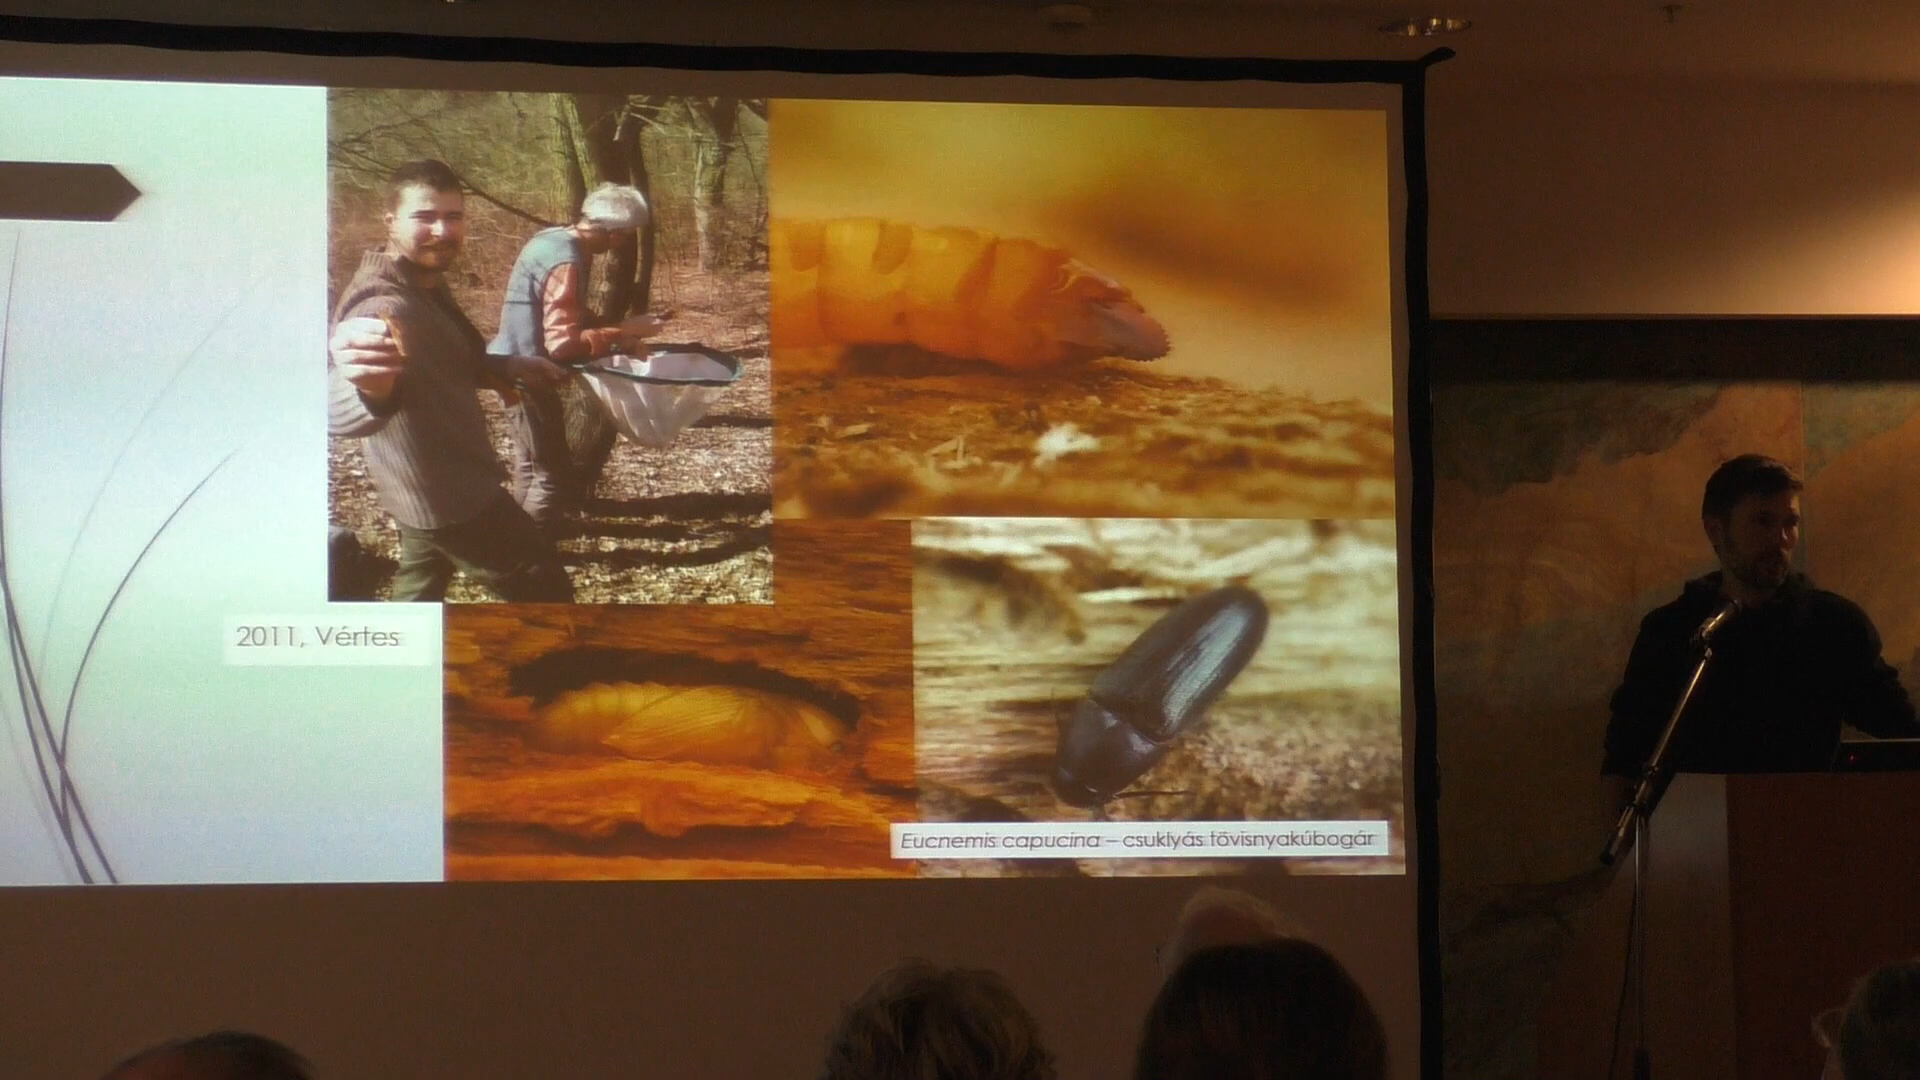 2011, Vértes
Eucnemis capucina – csuklyás tövisnyakúbogár